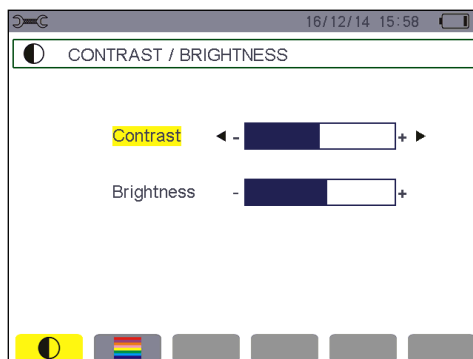 16/12/14 15:58
CONTRAST / BRIGHTNESS
Contrast ◄ - + ►
Brightness - +